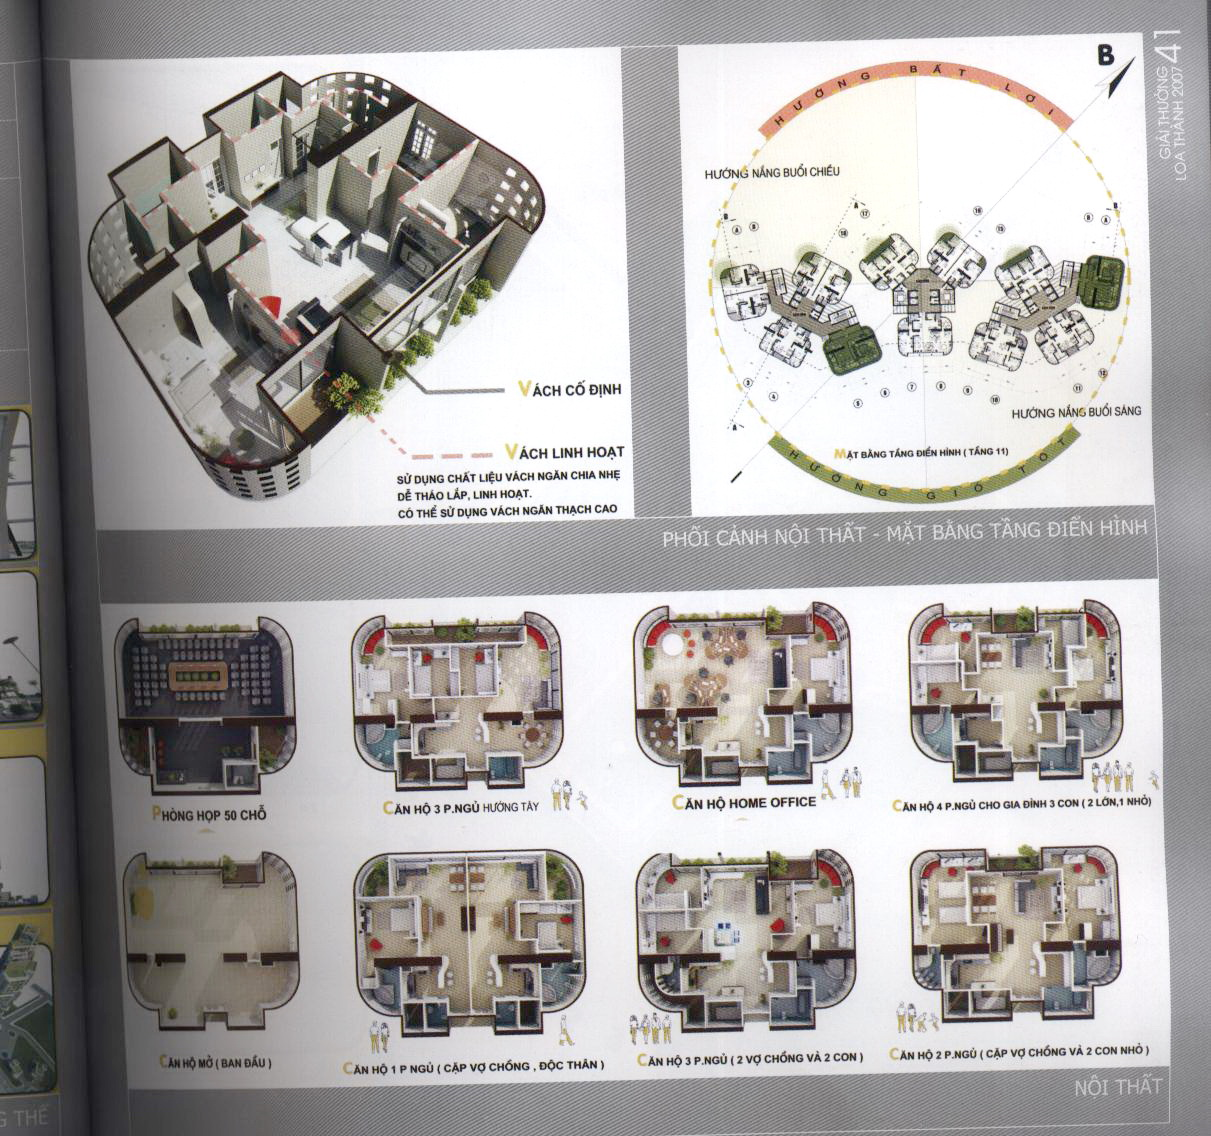 GIẢI THƯỞNG
LOA THÀNH 2007
41
B
HƯỚNG BẤT LỢI
HƯỚNG NẮNG BUỔI CHIỀU
HƯỚNG NẮNG BUỔI SÁNG
MẶT BẰNG TẦNG ĐIỂN HÌNH ( TẦNG 11)
HƯỚNG GIÓ TỐT
VÁCH CỐ ĐỊNH
VÁCH LINH HOẠT
SỬ DỤNG CHẤT LIỆU VÁCH NGĂN CHIA NHẸ
DỄ THÁO LẮP, LINH HOẠT.
CÓ THỂ SỬ DỤNG VÁCH NGĂN THẠCH CAO
PHỐI CẢNH NỘI THẤT - MẶT BẰNG TẦNG ĐIỂN HÌNH
PHÒNG HỌP 50 CHỖ
CĂN HỘ 3 P.NGỦ HƯỚNG TÂY
CĂN HỘ HOME OFFICE
CĂN HỘ 4 P.NGỦ CHO GIA ĐÌNH 3 CON ( 2 LỚN,1 NHỎ)
CĂN HỘ MỞ ( BAN ĐẦU )
CĂN HỘ 1 P NGỦ ( CẶP VỢ CHỒNG , ĐỘC THÂN )
CĂN HỘ 3 P.NGỦ ( 2 VỢ CHỒNG VÀ 2 CON )
CĂN HỘ 2 P.NGỦ ( CẶP VỢ CHỒNG VÀ 2 CON NHỎ )
NỘI THẤT
G THỂ